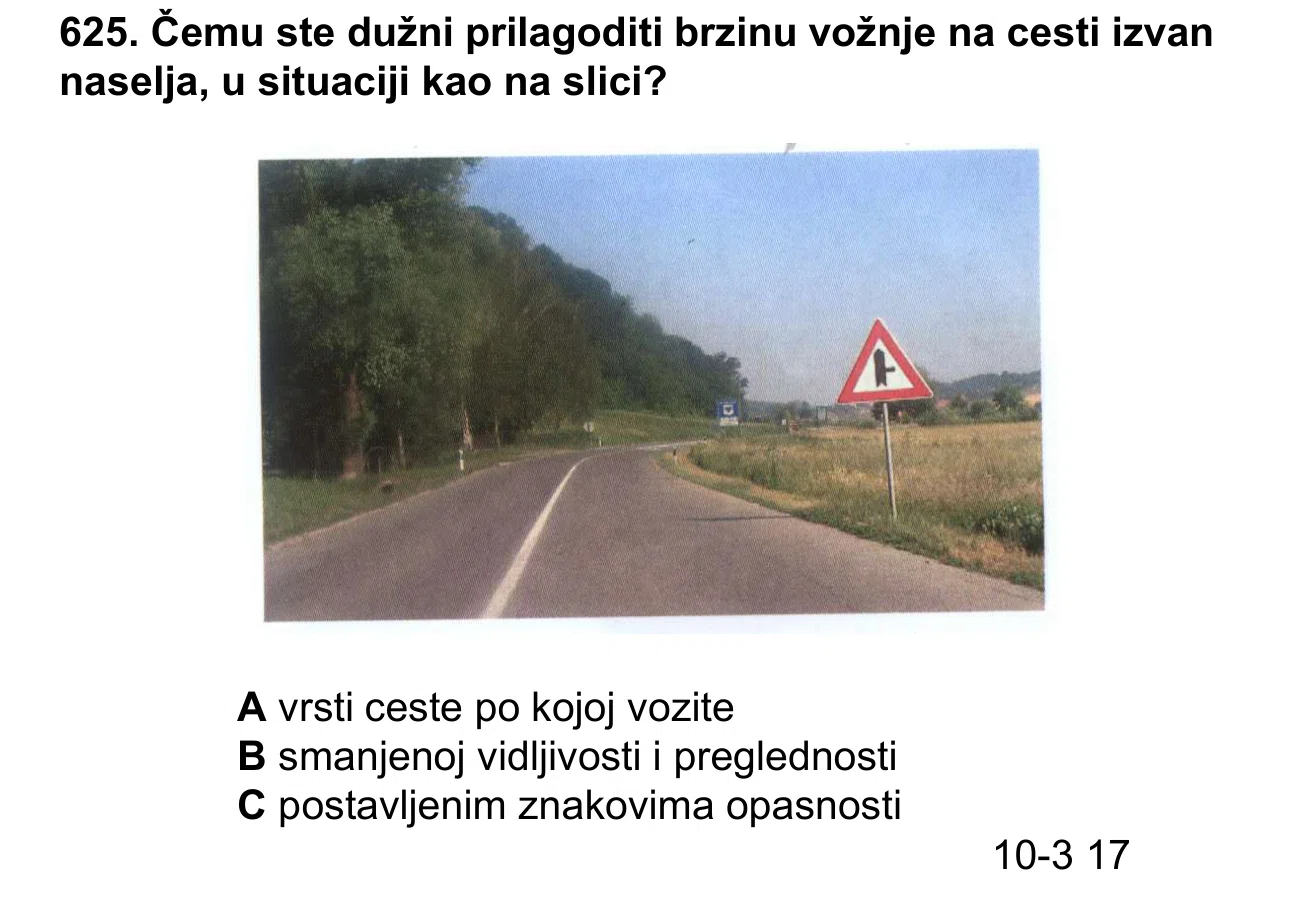 625. Čemu ste dužni prilagoditi brzinu vožnje na cesti izvan
naselja, u situaciji kao na slici?
A vrsti ceste po kojoj vozite
B smanjenoj vidljivosti i preglednosti
C postavljenim znakovima opasnosti
10-3 17